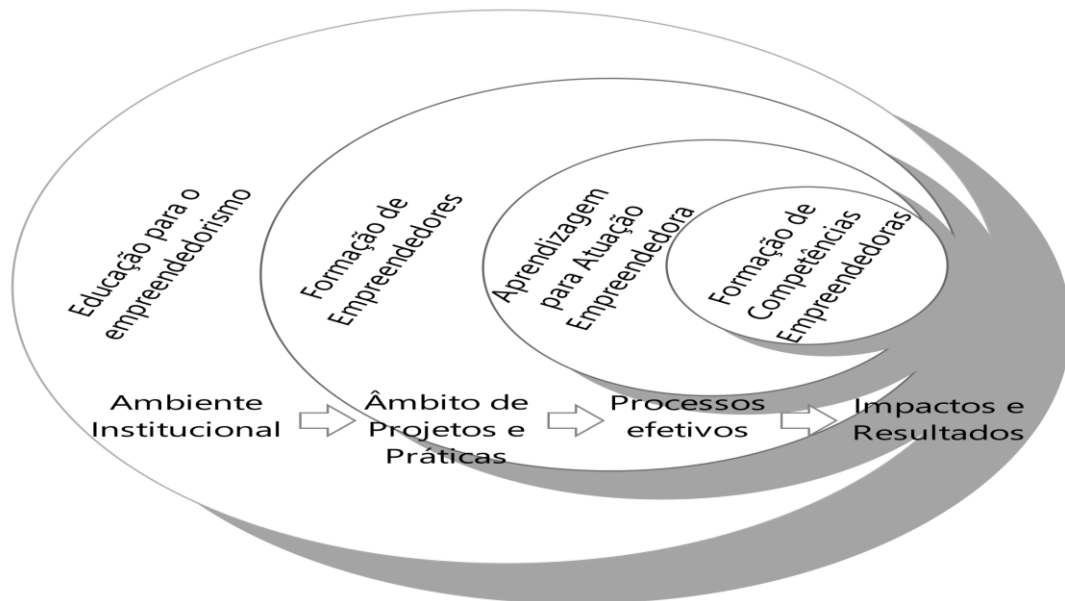 Educação para o
empreendedorismo
Formação de
Empreendedores
Aprendizagem
para Atuação
Empreendedora
Formação de
Competências
Empreendedoras
Ambiente
Institucional
Âmbito de
Projetos e
Práticas
Processos
efetivos
Impactos e
Resultados